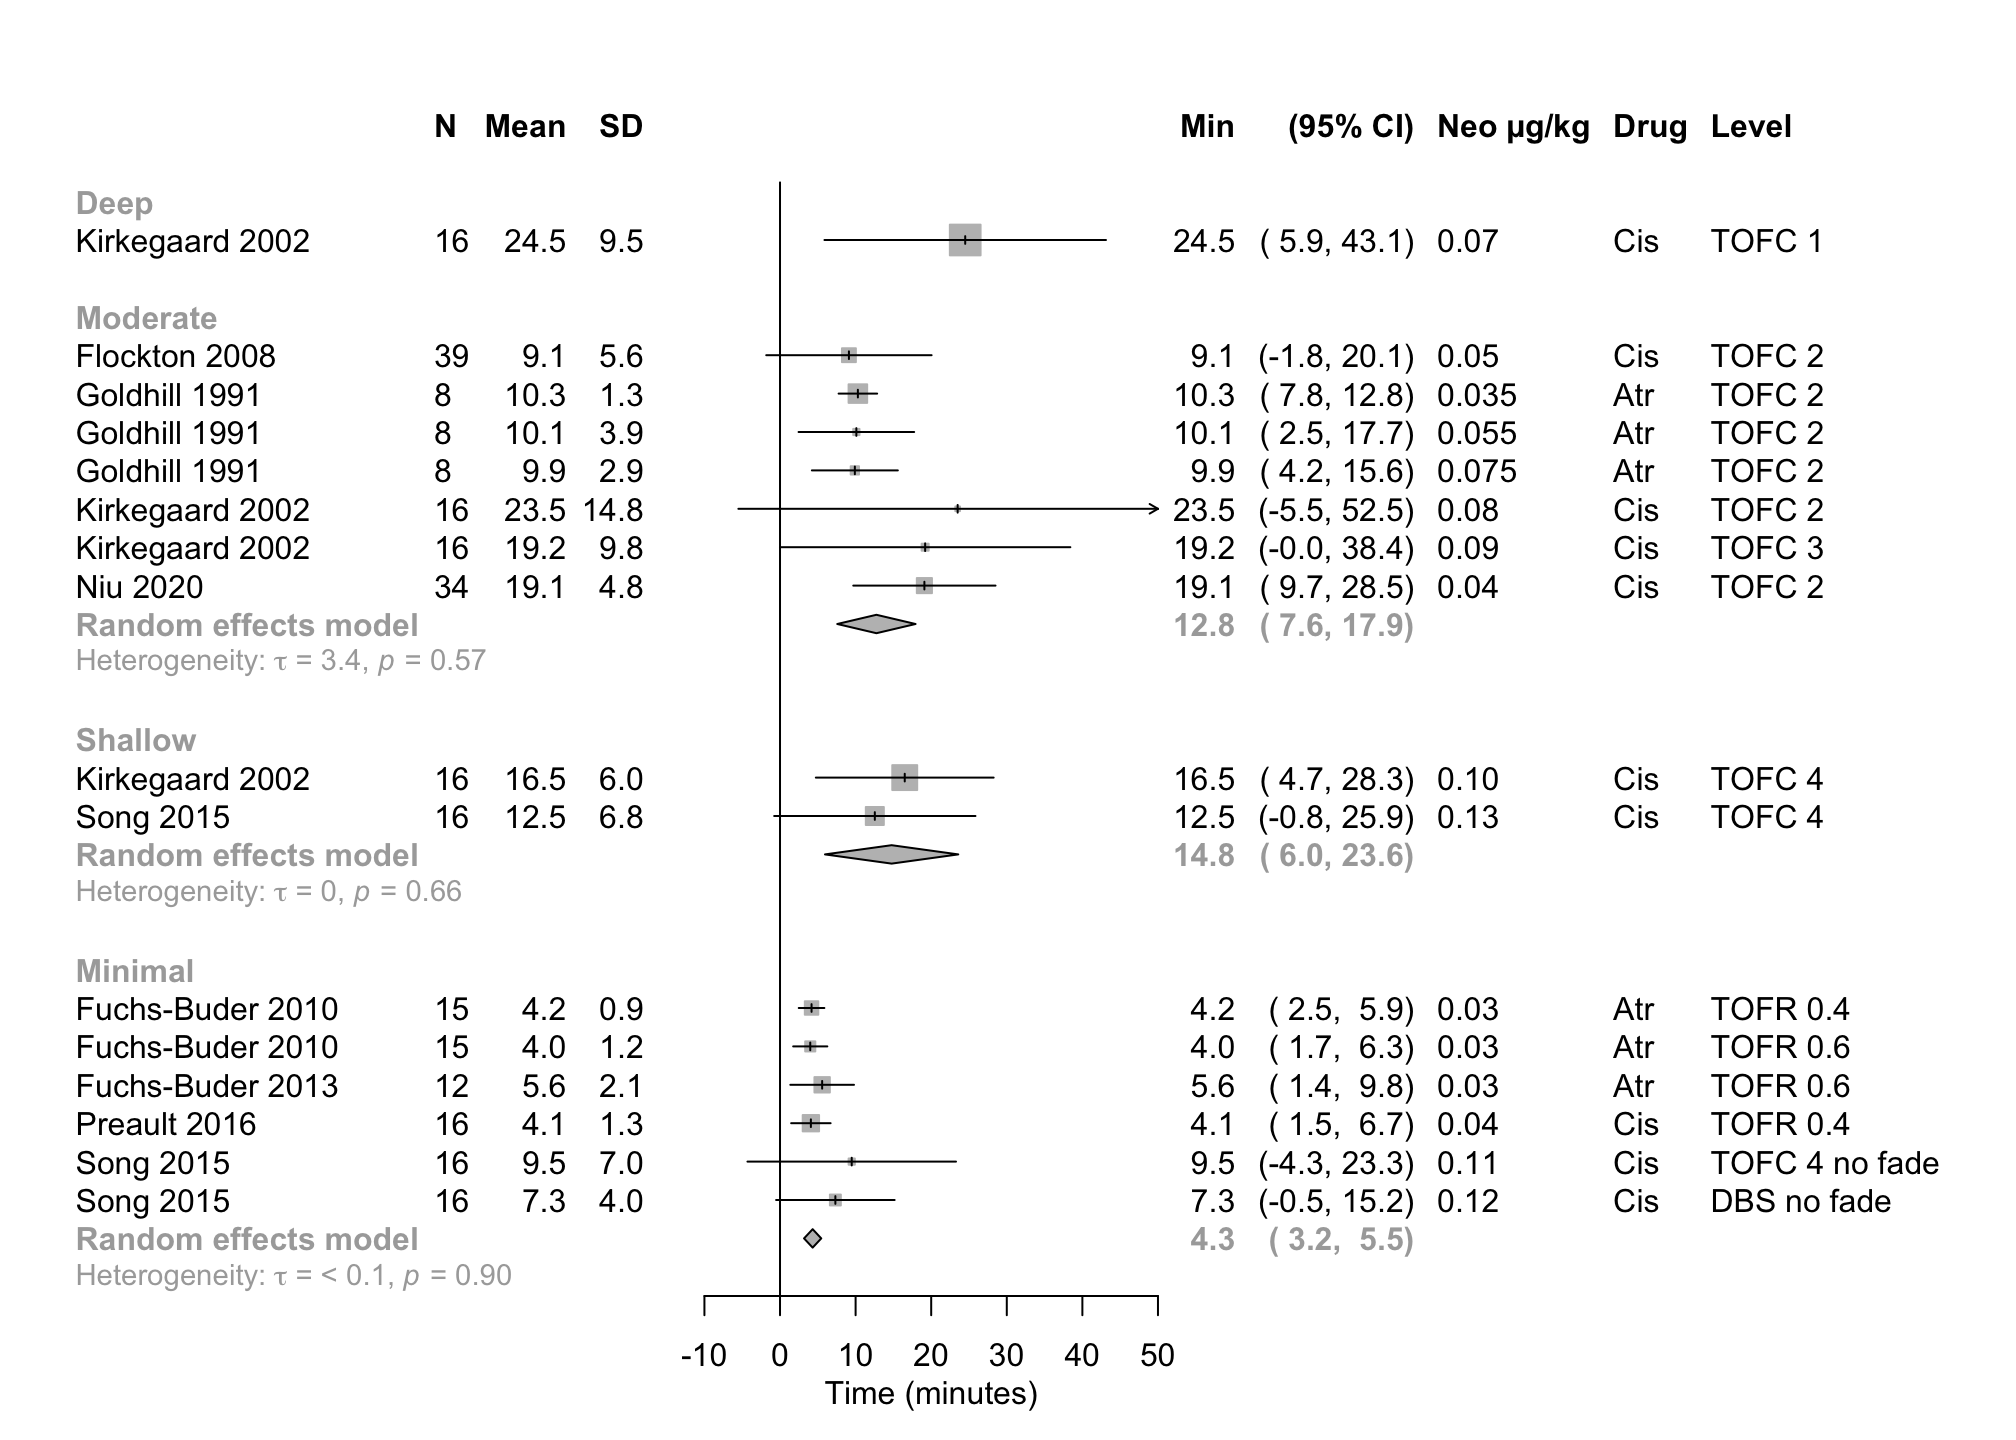 N Mean SD Min (95% CI) Neo µg/kg Drug Level
Deep
Kirkegaard 2002 16 24.5 9.5 24.5 ( 5.9, 43.1) 0.07 Cis TOFC 1
Moderate
Flockton 2008 39 9.1 5.6 9.1 (-1.8, 20.1) 0.05 Cis TOFC 2
Goldhill 1991 8 10.3 1.3 10.3 ( 7.8, 12.8) 0.035 Atr TOFC 2
Goldhill 1991 8 10.1 3.9 10.1 ( 2.5, 17.7) 0.055 Atr TOFC 2
Goldhill 1991 8 9.9 2.9 9.9 ( 4.2, 15.6) 0.075 Atr TOFC 2
Kirkegaard 2002 16 23.5 14.8 23.5 (-5.5, 52.5) 0.08 Cis TOFC 2
Kirkegaard 2002 16 19.2 9.8 19.2 (-0.0, 38.4) 0.09 Cis TOFC 3
Niu 2020 34 19.1 4.8 19.1 ( 9.7, 28.5) 0.04 Cis TOFC 2
Random effects model 12.8 ( 7.6, 17.9)
Heterogeneity: τ = 3.4, p = 0.57
Shallow
Kirkegaard 2002 16 16.5 6.0 16.5 ( 4.7, 28.3) 0.10 Cis TOFC 4
Song 2015 16 12.5 6.8 12.5 (-0.8, 25.9) 0.13 Cis TOFC 4
Random effects model 14.8 ( 6.0, 23.6)
Heterogeneity: τ = 0, p = 0.66
Minimal
Fuchs-Buder 2010 15 4.2 0.9 4.2 ( 2.5, 5.9) 0.03 Atr TOFR 0.4
Fuchs-Buder 2010 15 4.0 1.2 4.0 ( 1.7, 6.3) 0.03 Atr TOFR 0.6
Fuchs-Buder 2013 12 5.6 2.1 5.6 ( 1.4, 9.8) 0.03 Atr TOFR 0.6
Preault 2016 16 4.1 1.3 4.1 ( 1.5, 6.7) 0.04 Cis TOFR 0.4
Song 2015 16 9.5 7.0 9.5 (-4.3, 23.3) 0.11 Cis TOFC 4 no fade
Song 2015 16 7.3 4.0 7.3 (-0.5, 15.2) 0.12 Cis DBS no fade
Random effects model 4.3 ( 3.2, 5.5)
Heterogeneity: τ = < 0.1, p = 0.90
-10 0 10 20 30 40 50
Time (minutes)